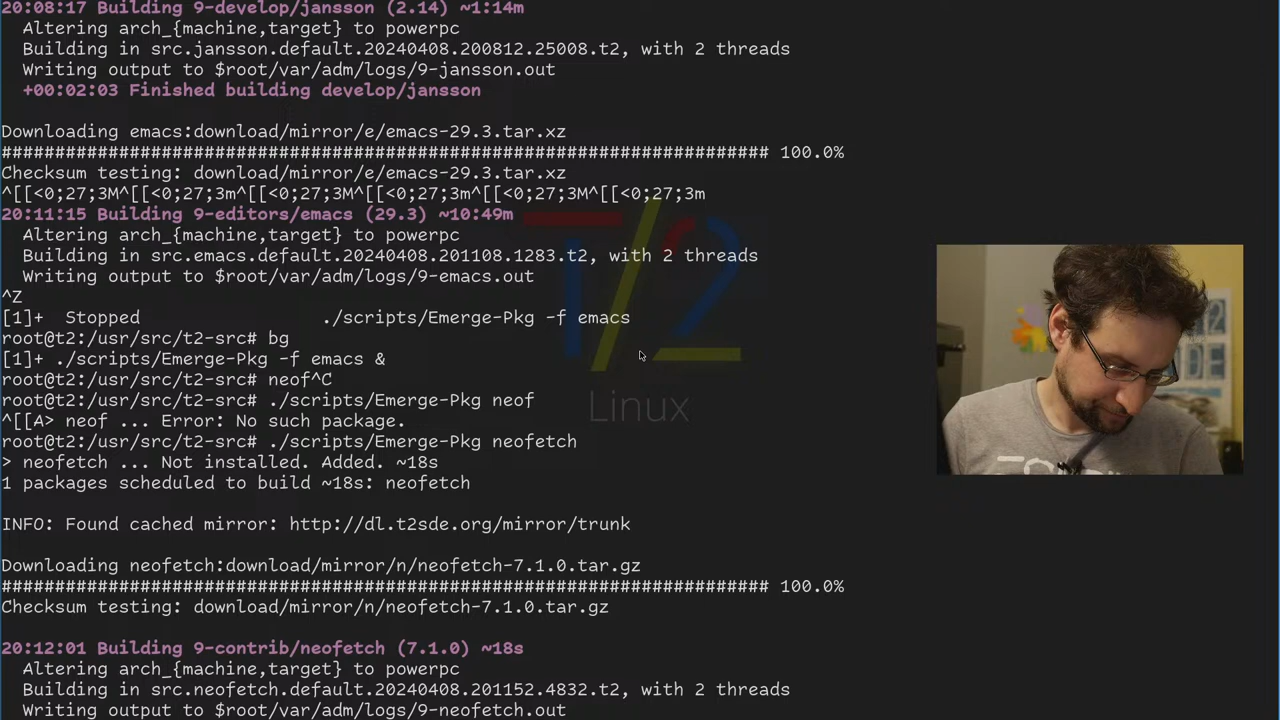 20:08:17 Building 9-develop/jansson (2.14) ~1:14m
Altering arch_{machine,target} to powerpc
Building in src.jansson.default.20240408.200812.25008.t2, with 2 threads
Writing output to $root/var/adm/logs/9-jansson.out
+00:02:03 Finished building develop/jansson
Downloading emacs:download/mirror/e/emacs-29.3.tar.xz
######################################################################## 100.0%
Checksum testing: download/mirror/e/emacs-29.3.tar.xz
^[[<0;27;3M^[[<0;27;3m^[[<0;27;3M^[[<0;27;3m^[[<0;27;3M^[[<0;27;3m
20:11:15 Building 9-editors/emacs (29.3) ~10:49m
Altering arch_{machine,target} to powerpc
Building in src.emacs.default.20240408.201108.1283.t2, with 2 threads
Writing output to $root/var/adm/logs/9-emacs.out
^Z
[1]+  Stopped                 ./scripts/Emerge-Pkg -f emacs
root@t2:/usr/src/t2-src# bg
[1]+ ./scripts/Emerge-Pkg -f emacs &
root@t2:/usr/src/t2-src# neof^C
root@t2:/usr/src/t2-src# ./scripts/Emerge-Pkg neof
^[[A> neof ... Error: No such package.
root@t2:/usr/src/t2-src# ./scripts/Emerge-Pkg neofetch
> neofetch ... Not installed. Added. ~18s
1 packages scheduled to build ~18s: neofetch
INFO: Found cached mirror: http://dl.t2sde.org/mirror/trunk
Downloading neofetch:download/mirror/n/neofetch-7.1.0.tar.gz
######################################################################## 100.0%
Checksum testing: download/mirror/n/neofetch-7.1.0.tar.gz
20:12:01 Building 9-contrib/neofetch (7.1.0) ~18s
Altering arch_{machine,target} to powerpc
Building in src.neofetch.default.20240408.201152.4832.t2, with 2 threads
Writing output to $root/var/adm/logs/9-neofetch.out
T/2
Linux